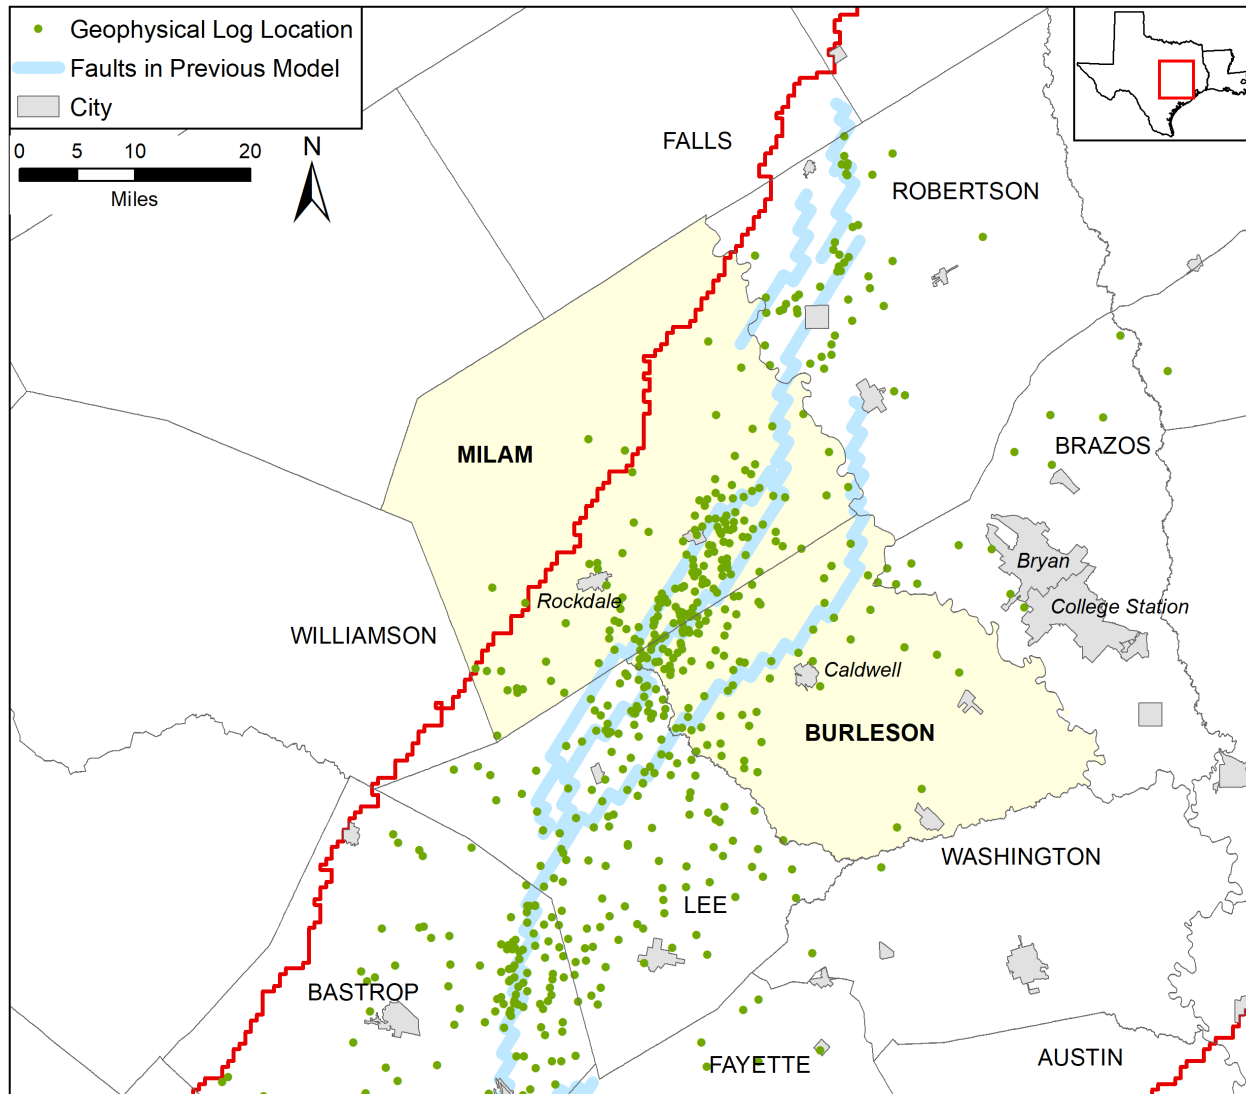 Geophysical Log Location
Faults in Previous Model
City
0 5 10 20
Miles
N
FALLS
ROBERTSON
MILAM
BRAZOS
Bryan
Rockdale
College Station
WILLIAMSON
Caldwell
BURLESON
WASHINGTON
LEE
BASTROP
FAYETTE
AUSTIN